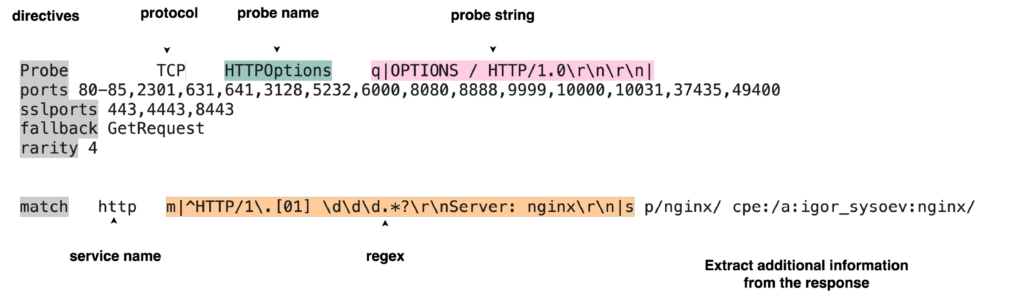 directives protocol probe name probe string
Probe TCP HTTPOptions q|OPTIONS / HTTP/1.0\r\n\r\n|
ports 80-85,2301,631,641,3128,5232,6000,8080,8888,9999,10000,10031,37435,49400
sslports 443,4443,8443
fallback GetRequest
rarity 4
match http m|^HTTP/1\.[01] \d\d\d.*?\r\nServer: nginx\r\n|s p/nginx/ cpe:/a:igor_sysoev:nginx/
service name regex
Extract additional information
from the response